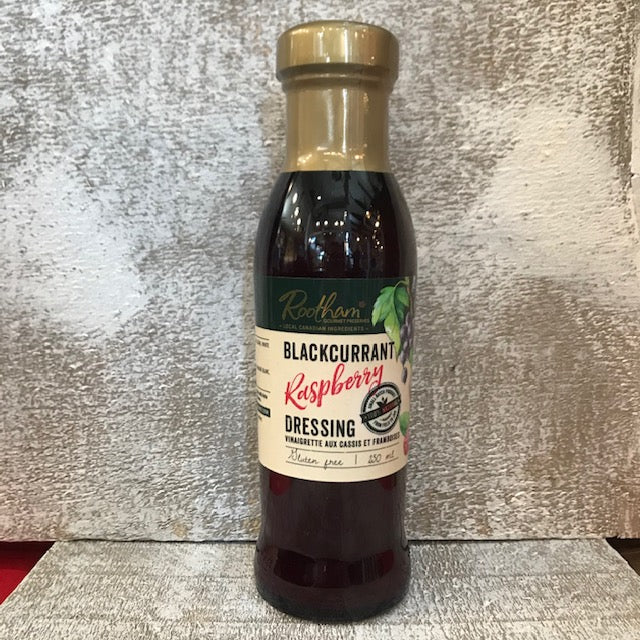 Rootham
GOURMET PRESERVES
- LOCAL CANADIAN INGREDIENTS -
BLACKCURRANT
Raspberry
DRESSING
VINAIGRETTE AUX CASSIS ET FRAMBOISES
Gluten free | 250 ml